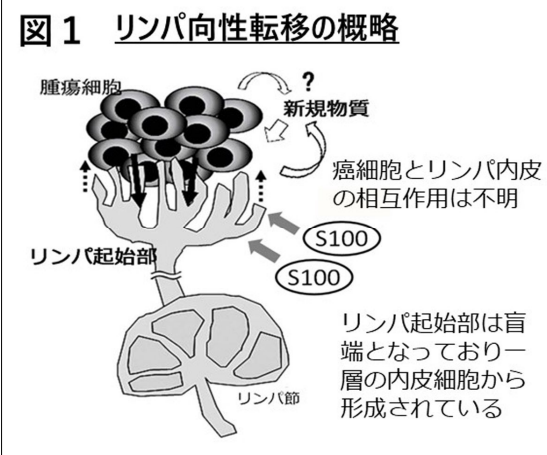 図１ リンパ向性転移の概略
腫瘍細胞
?
新規物質
癌細胞とリンパ内皮
の相互作用は不明
S100
S100
リンパ起始部
リンパ起始部は盲
端となっており一
層の内皮細胞から
形成されている
リンパ節